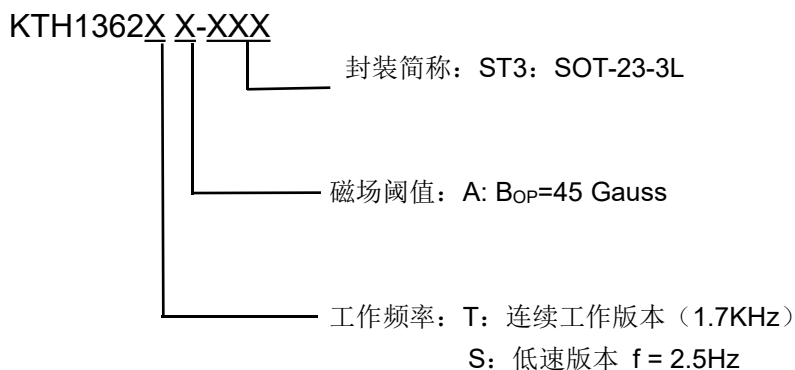 KTH1362X X-XXX
封装简称：ST3：SOT-23-3L
磁场阈值：A: BOP=45 Gauss
工作频率：T：连续工作版本（1.7KHz）
S：低速版本 f = 2.5Hz